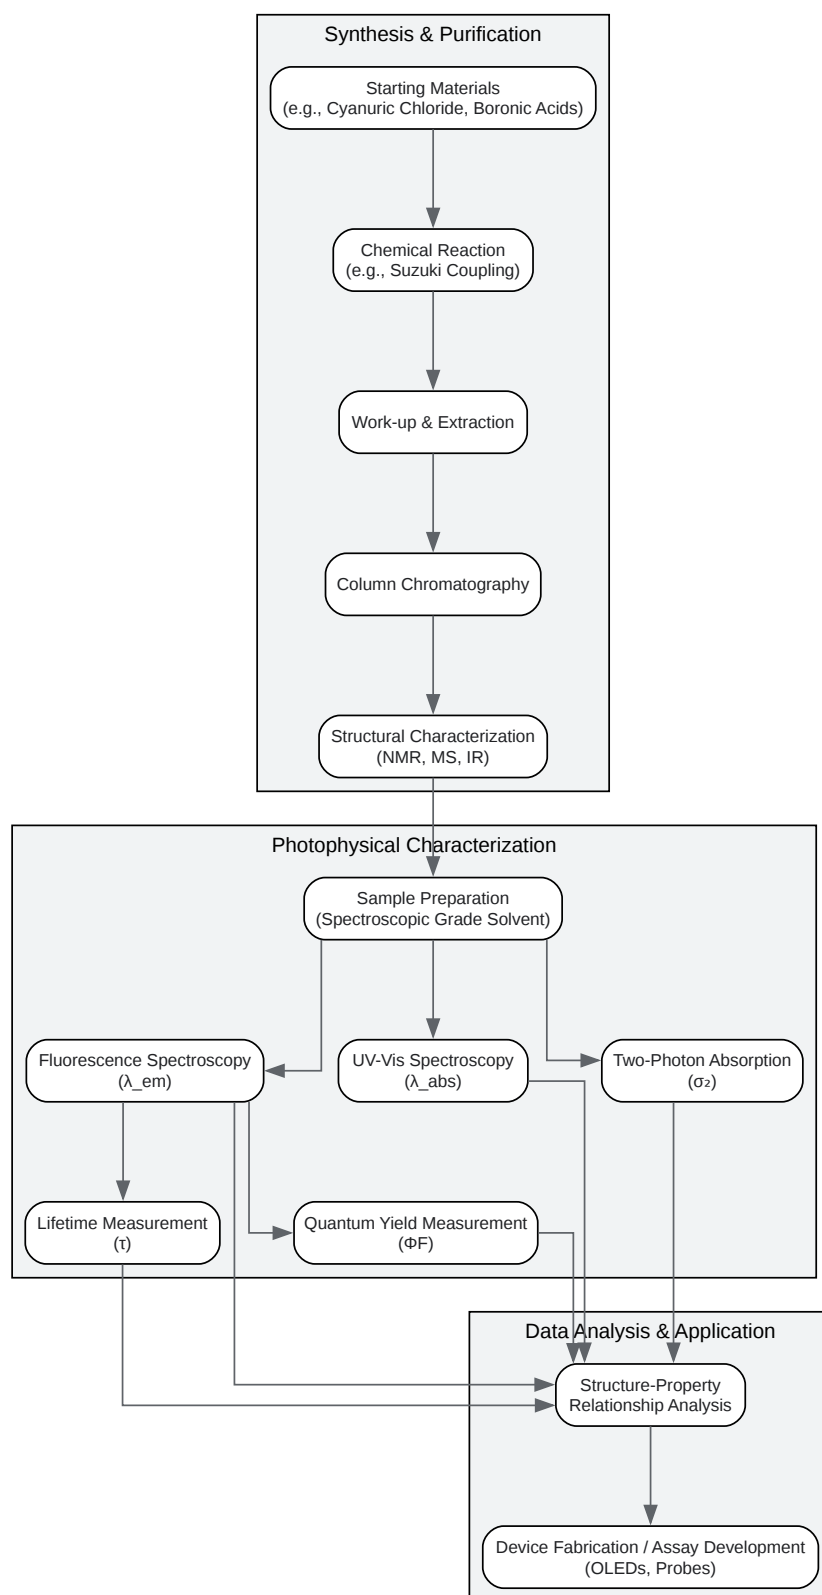 Synthesis & Purification
Starting Materials
(e.g., Cyanuric Chloride, Boronic Acids)
Chemical Reaction
(e.g., Suzuki Coupling)
Work-up & Extraction
Column Chromatography
Structural Characterization
(NMR, MS, IR)
Photophysical Characterization
Sample Preparation
(Spectroscopic Grade Solvent)
Fluorescence Spectroscopy
(λ_em)
UV-Vis Spectroscopy
(λ_abs)
Two-Photon Absorption
(σ₂)
Lifetime Measurement
(τ)
Quantum Yield Measurement
(ΦF)
Data Analysis & Application
Structure-Property
Relationship Analysis
Device Fabrication / Assay Development
(OLEDs, Probes)